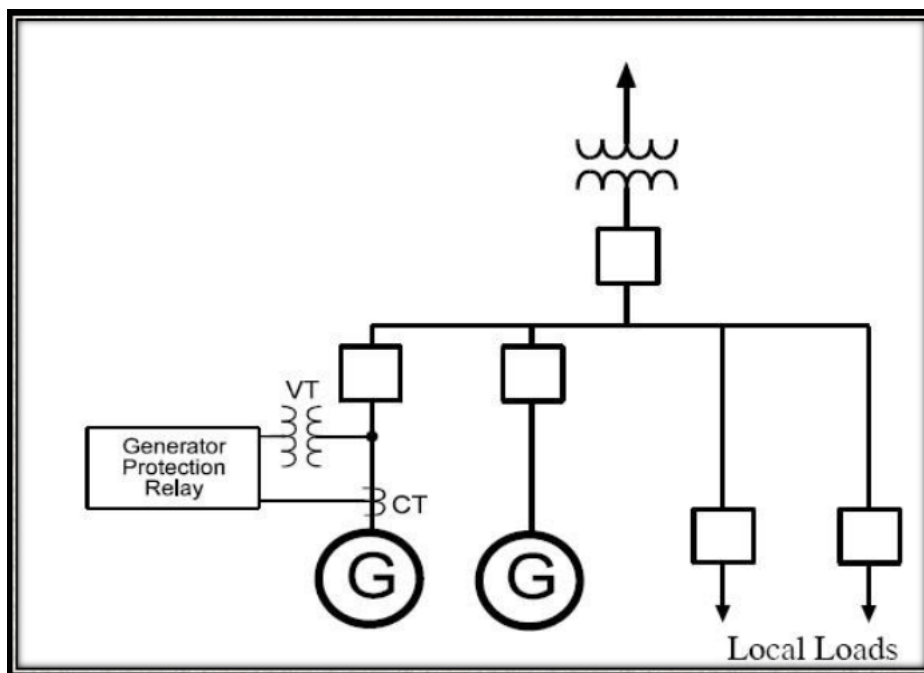 VT
Generator
Protection
Relay
CT
G
G
Local Loads